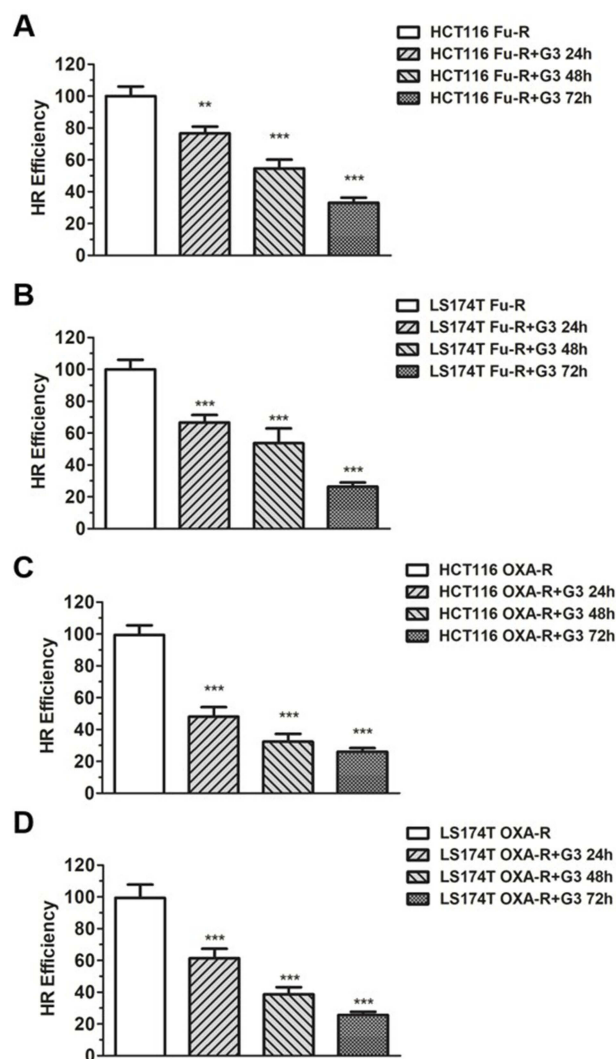 A
HCT116 Fu-R
HCT116 Fu-R+G3 24h
HCT116 Fu-R+G3 48h
HCT116 Fu-R+G3 72h
HR Efficiency
120
100
80
60
40
20
0
**
***
***
B
LS174T Fu-R
LS174T Fu-R+G3 24h
LS174T Fu-R+G3 48h
LS174T Fu-R+G3 72h
HR Efficiency
120
100
80
60
40
20
0
***
***
***
C
HCT116 OXA-R
HCT116 OXA-R+G3 24h
HCT116 OXA-R+G3 48h
HCT116 OXA-R+G3 72h
HR Efficiency
120
100
80
60
40
20
0
***
***
***
D
LS174T OXA-R
LS174T OXA-R+G3 24h
LS174T OXA-R+G3 48h
LS174T OXA-R+G3 72h
HR Efficiency
120
100
80
60
40
20
0
***
***
***